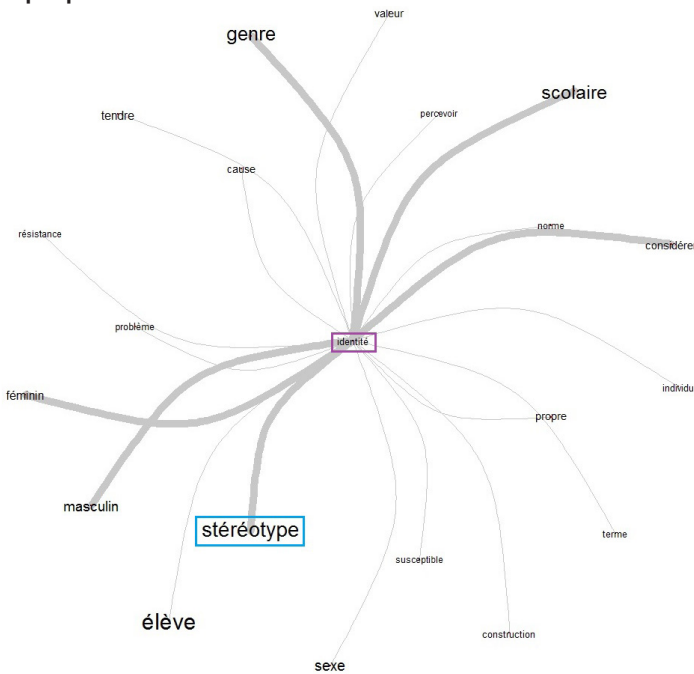 valeur
genre
scolaire
tendre
percevoir
cause
norme
résistance
considérer
problème
identité
individu
féminin
propre
masculin
stéréotype
terme
susceptible
élève
construction
sexe